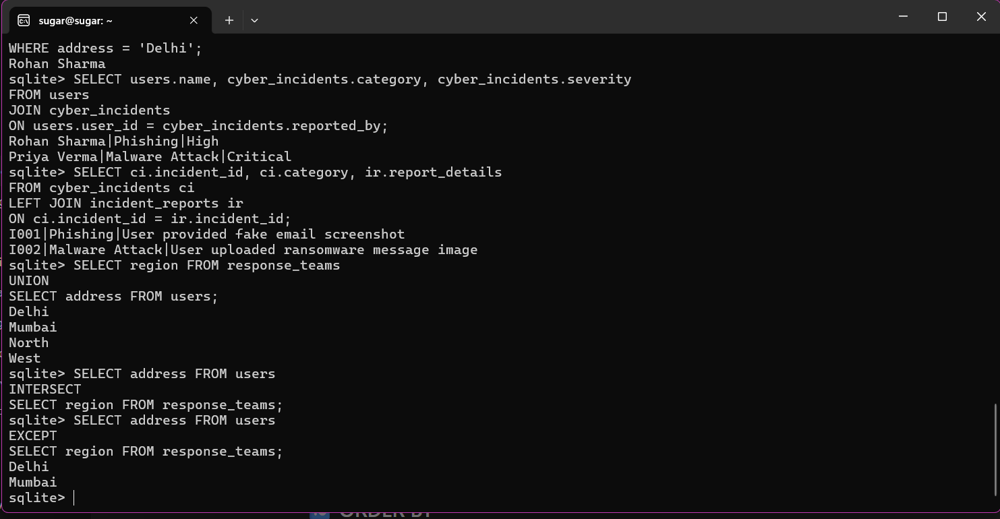 sugar@sugar: ~
WHERE address = 'Delhi';
Rohan Sharma
sqlite> SELECT users.name, cyber_incidents.category, cyber_incidents.severity
FROM users
JOIN cyber_incidents
ON users.user_id = cyber_incidents.reported_by;
Rohan Sharma|Phishing|High
Priya Verma|Malware Attack|Critical
sqlite> SELECT ci.incident_id, ci.category, ir.report_details
FROM cyber_incidents ci
LEFT JOIN incident_reports ir
ON ci.incident_id = ir.incident_id;
I001|Phishing|User provided fake email screenshot
I002|Malware Attack|User uploaded ransomware message image
sqlite> SELECT region FROM response_teams
UNION
SELECT address FROM users;
Delhi
Mumbai
North
West
sqlite> SELECT address FROM users
INTERSECT
SELECT region FROM response_teams;
sqlite> SELECT address FROM users
EXCEPT
SELECT region FROM response_teams;
Delhi
Mumbai
sqlite>
ORDER BY